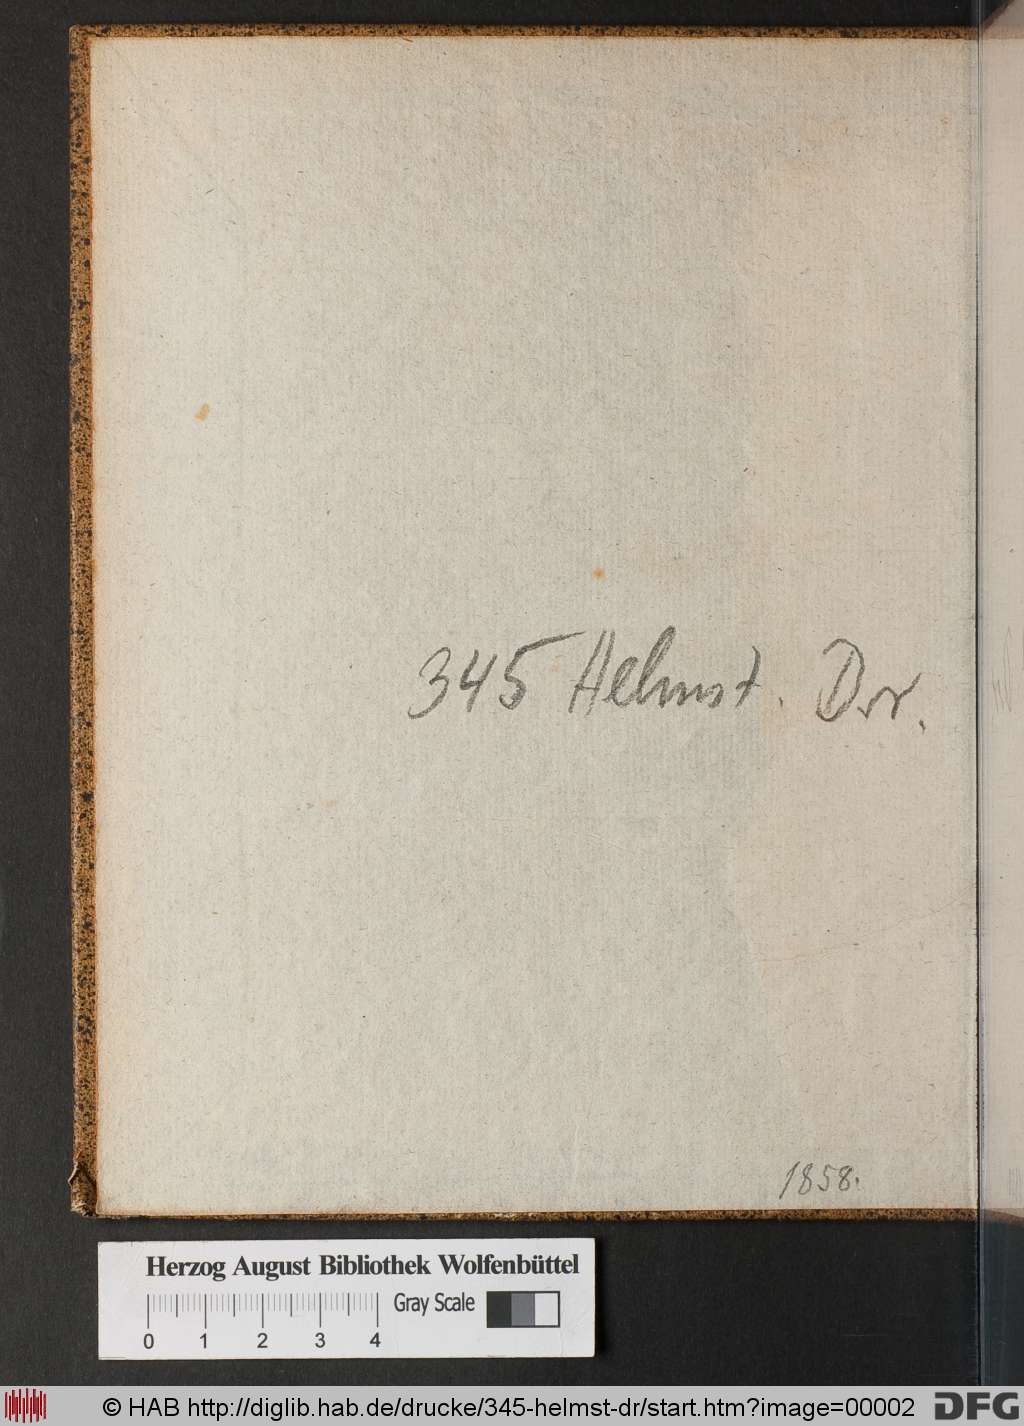 345 Helmst. Dr.
1858.
Herzog August Bibliothek Wolfenbüttel
Gray Scale
0 1 2 3 4
© HAB http://diglib.hab.de/drucke/345-helmst-dr/start.htm?image=00002
DFG